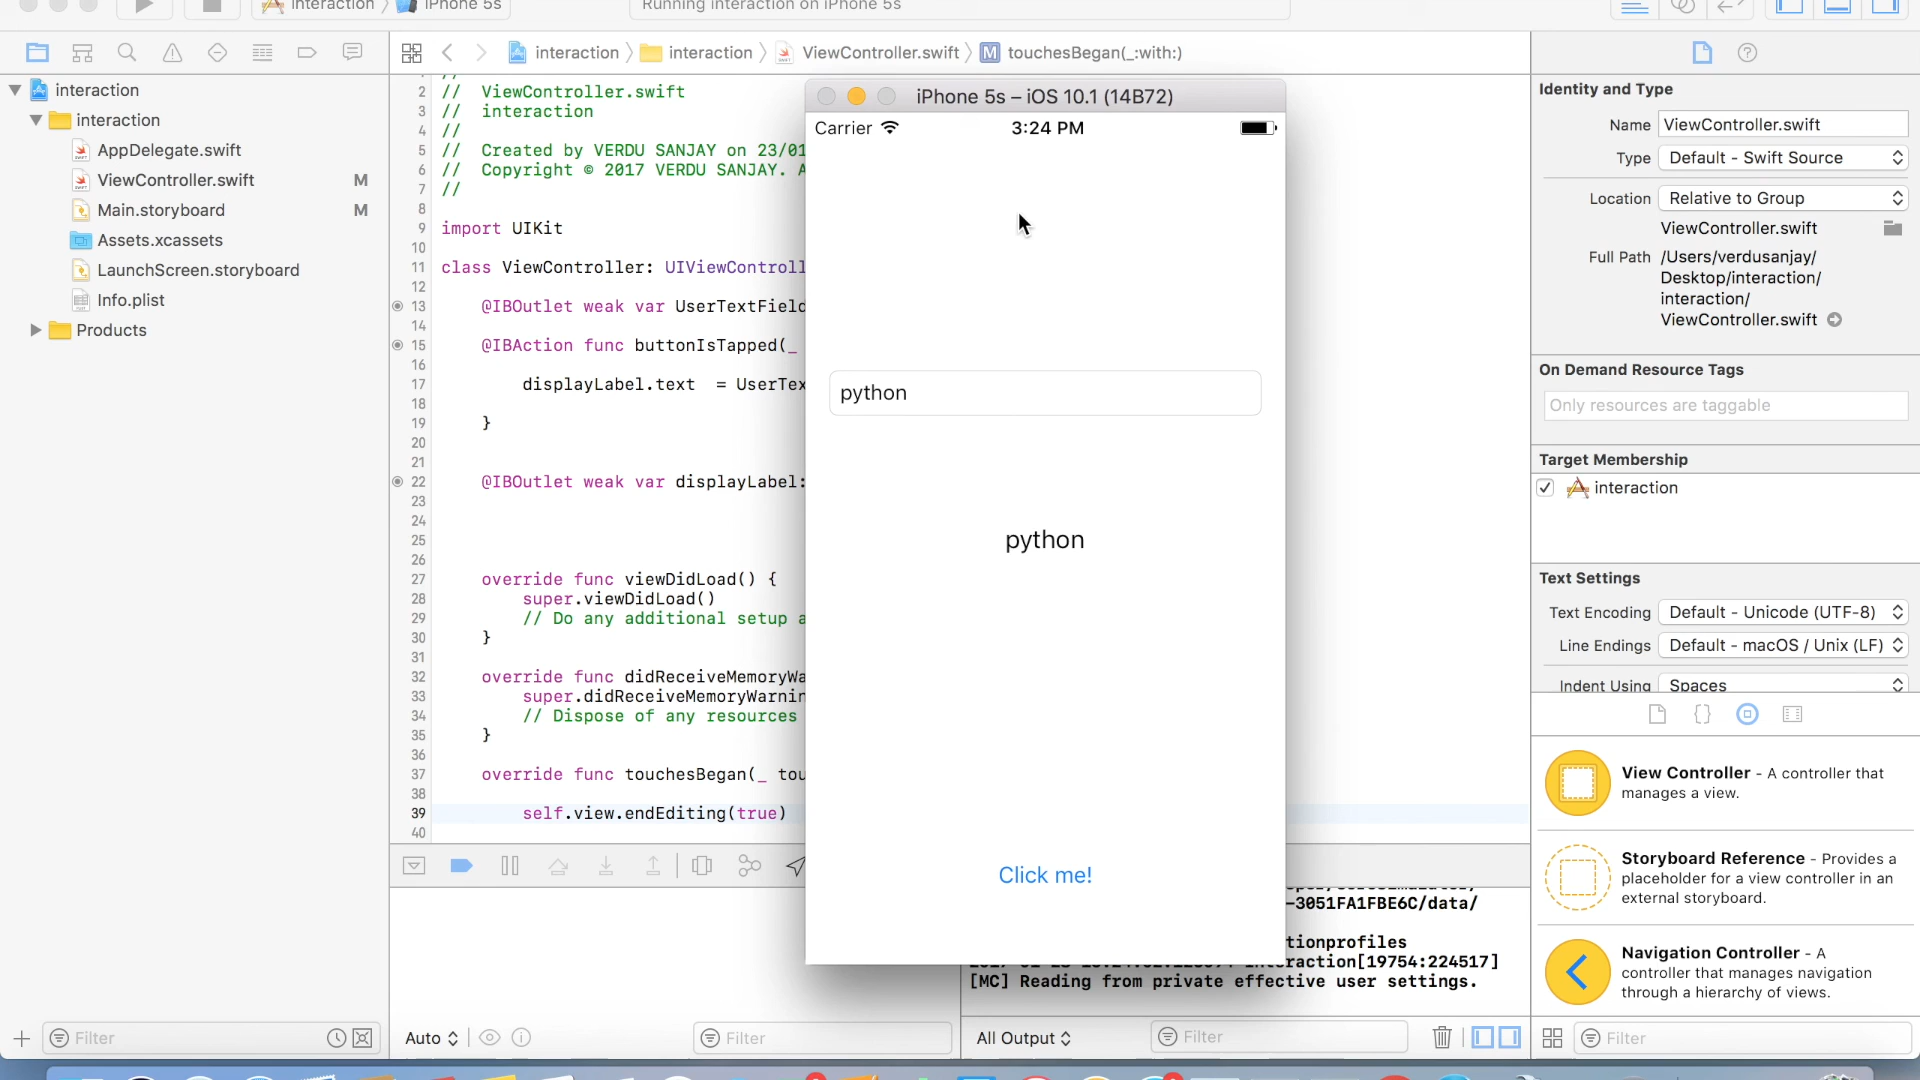 interaction
iPhone 5s
Running interaction on iPhone 5s
interaction
interaction
ViewController.swift
M
touchesBegan(_:with:)
interaction
interaction
AppDelegate.swift
ViewController.swift
M
Main.storyboard
M
Assets.xcassets
LaunchScreen.storyboard
Info.plist
Products
2 // ViewController.swift
3 // interaction
4 //
5 // Created by VERDU SANJAY on 23/01
6 // Copyright © 2017 VERDU SANJAY. A
7 //
8
9 import UIKit
10
11 class ViewController: UIViewControll
12
13 @IBOutlet weak var UserTextField
14
15 @IBAction func buttonIsTapped(_
16
17 displayLabel.text = UserTex
18
19 }
20
21
22 @IBOutlet weak var displayLabel:
23
24
25
26
27 override func viewDidLoad() {
28 super.viewDidLoad()
29 // Do any additional setup a
30 }
31
32 override func didReceiveMemoryWa
33 super.didReceiveMemoryWarnin
34 // Dispose of any resources
35 }
36
37 override func touchesBegan(_ tou
38
39 self.view.endEditing(true)
40
iPhone 5s – iOS 10.1 (14B72)
Carrier
3:24 PM
python
python
Click me!
-3051FA1FBE6C/data/
tionprofiles
interaction[19754:224517]
[MC] Reading from private effective user settings.
Filter
Auto
Filter
All Output
Filter
Identity and Type
Name ViewController.swift
Type Default - Swift Source
Location Relative to Group
ViewController.swift
Full Path /Users/verdusanjay/
Desktop/interaction/
interaction/
ViewController.swift
On Demand Resource Tags
Only resources are taggable
Target Membership
interaction
Text Settings
Text Encoding Default - Unicode (UTF-8)
Line Endings Default - macOS / Unix (LF)
Indent Using Spaces
View Controller - A controller that
manages a view.
Storyboard Reference - Provides a
placeholder for a view controller in an
external storyboard.
Navigation Controller - A
controller that manages navigation
through a hierarchy of views.
Filter